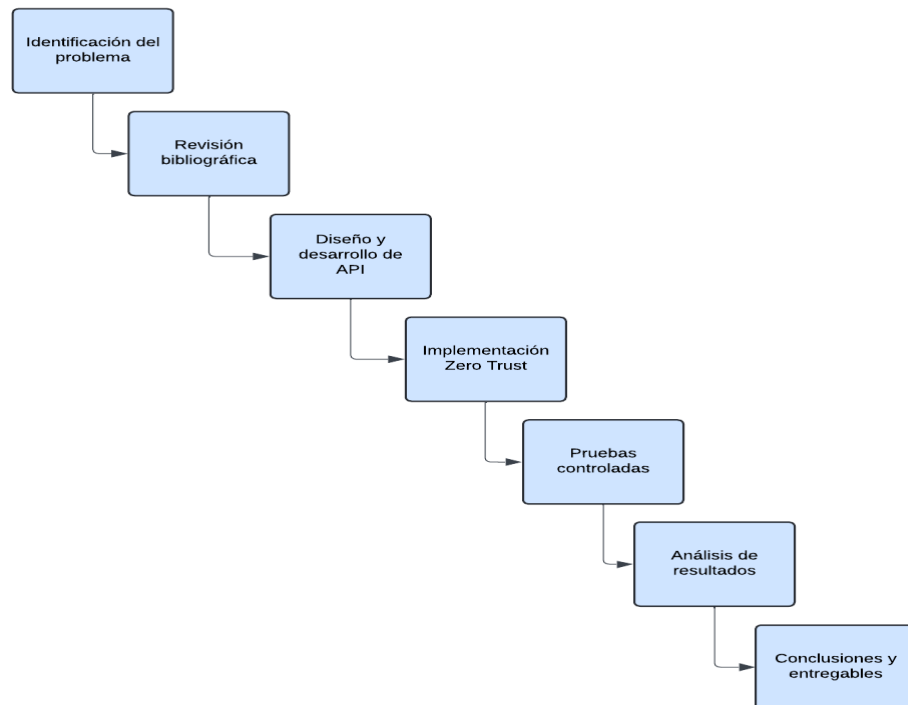 Identificación del
problema
Revisión
bibliográfica
Diseño y
desarrollo de
API
Implementación
Zero Trust
Pruebas
controladas
Análisis de
resultados
Conclusiones y
entregables